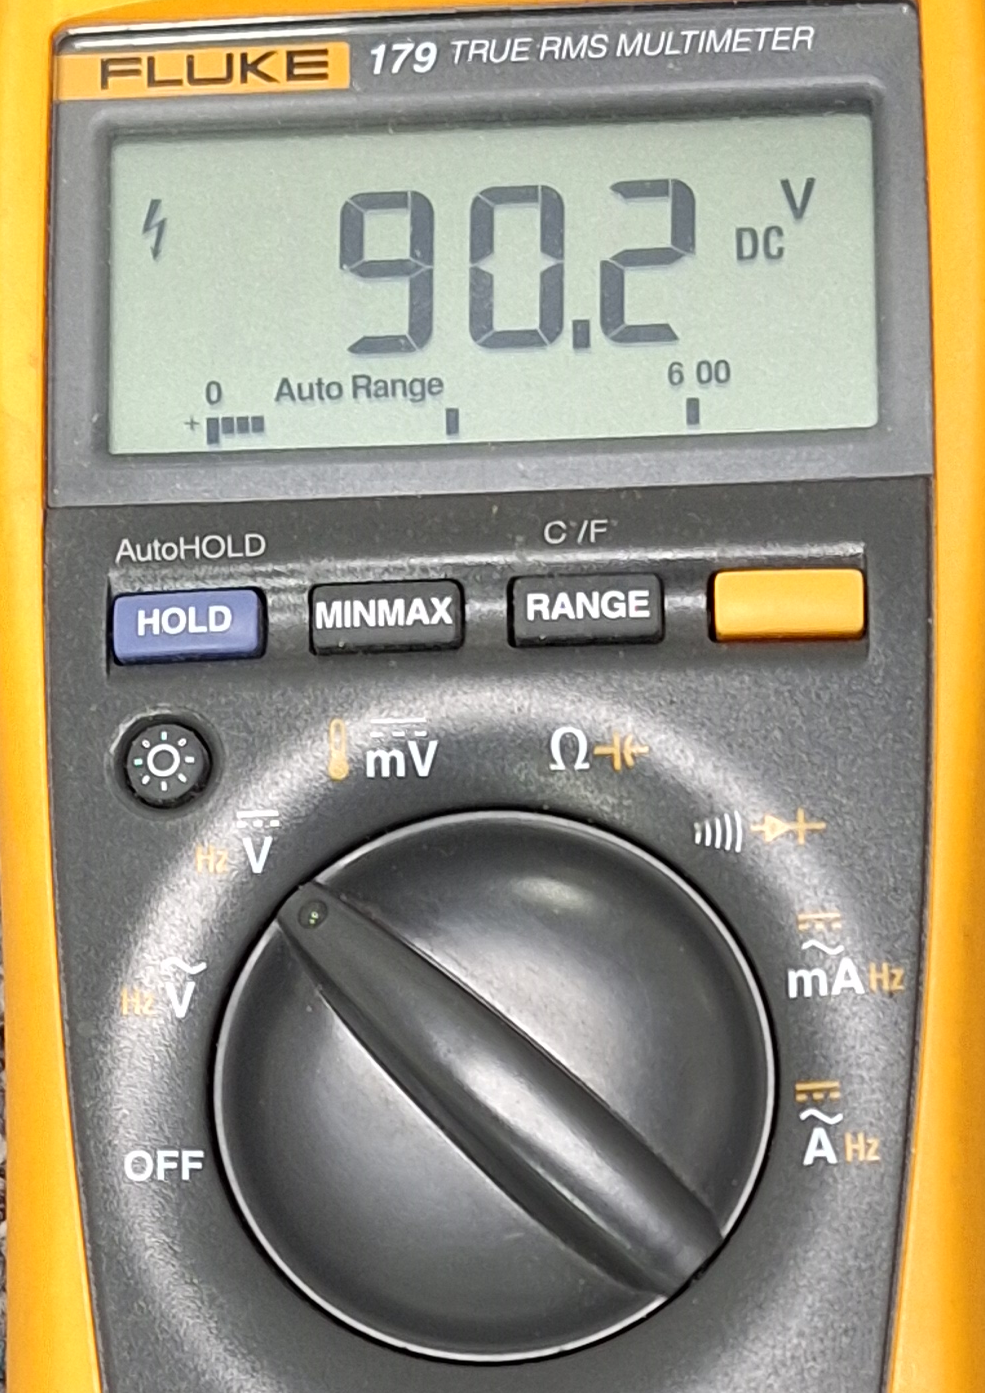 FLUKE 179 TRUE RMS MULTIMETER
90.2 DC V
0 Auto Range 6 00
+
AutoHOLD C°/F
HOLD MINMAX RANGE
mV Ω
Hz V
mA Hz
Hz V
A Hz
OFF